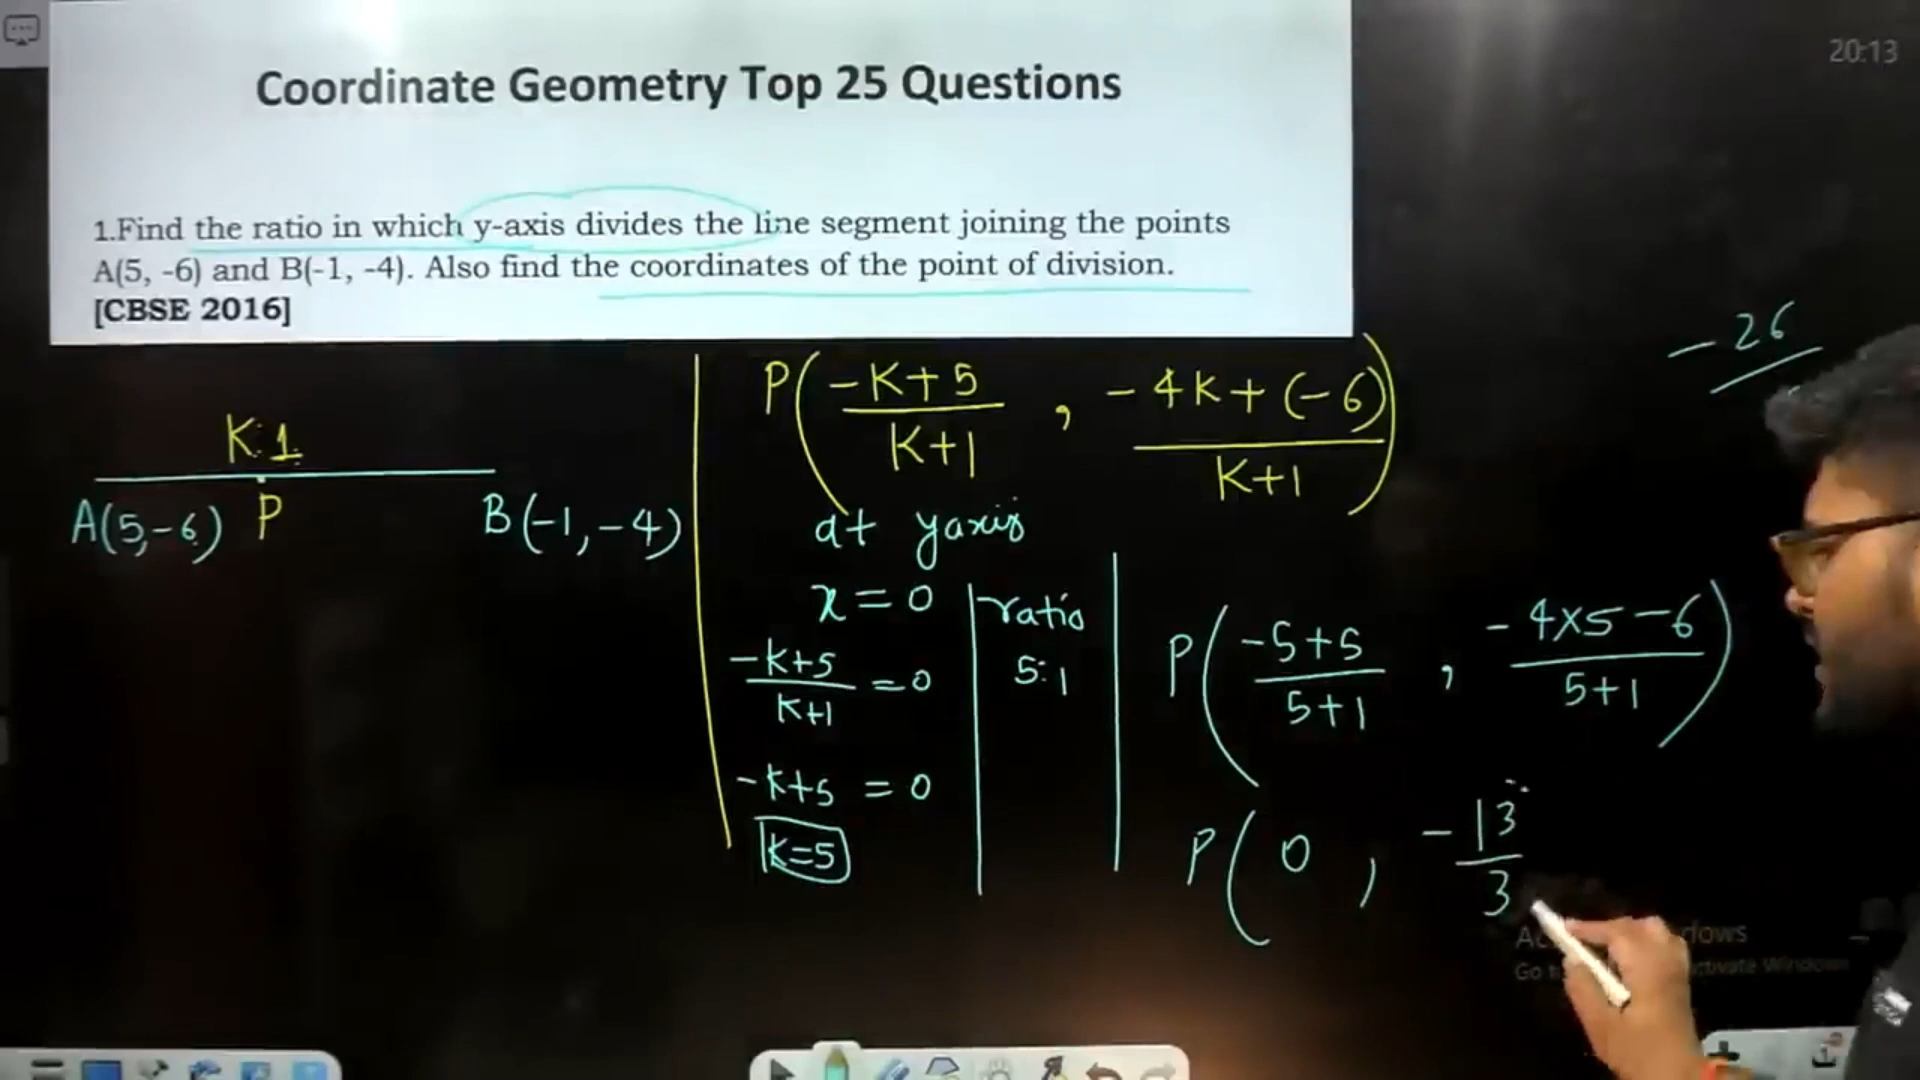 20:13
Coordinate Geometry Top 25 Questions
1.Find the ratio in which y-axis divides the line segment joining the points
A(5, -6) and B(-1, -4). Also find the coordinates of the point of division.
[CBSE 2016]
-26
K:1
A(5,-6) P B(-1,-4)
P(-K+5/K+1, -4K+(-6)/K+1)
at y axis
x=0
-K+5/K+1 =0
-K+5 = 0
K=5
ratio
5:1
P(-5+5/5+1, -4x5-6/5+1)
P(0, -13/3